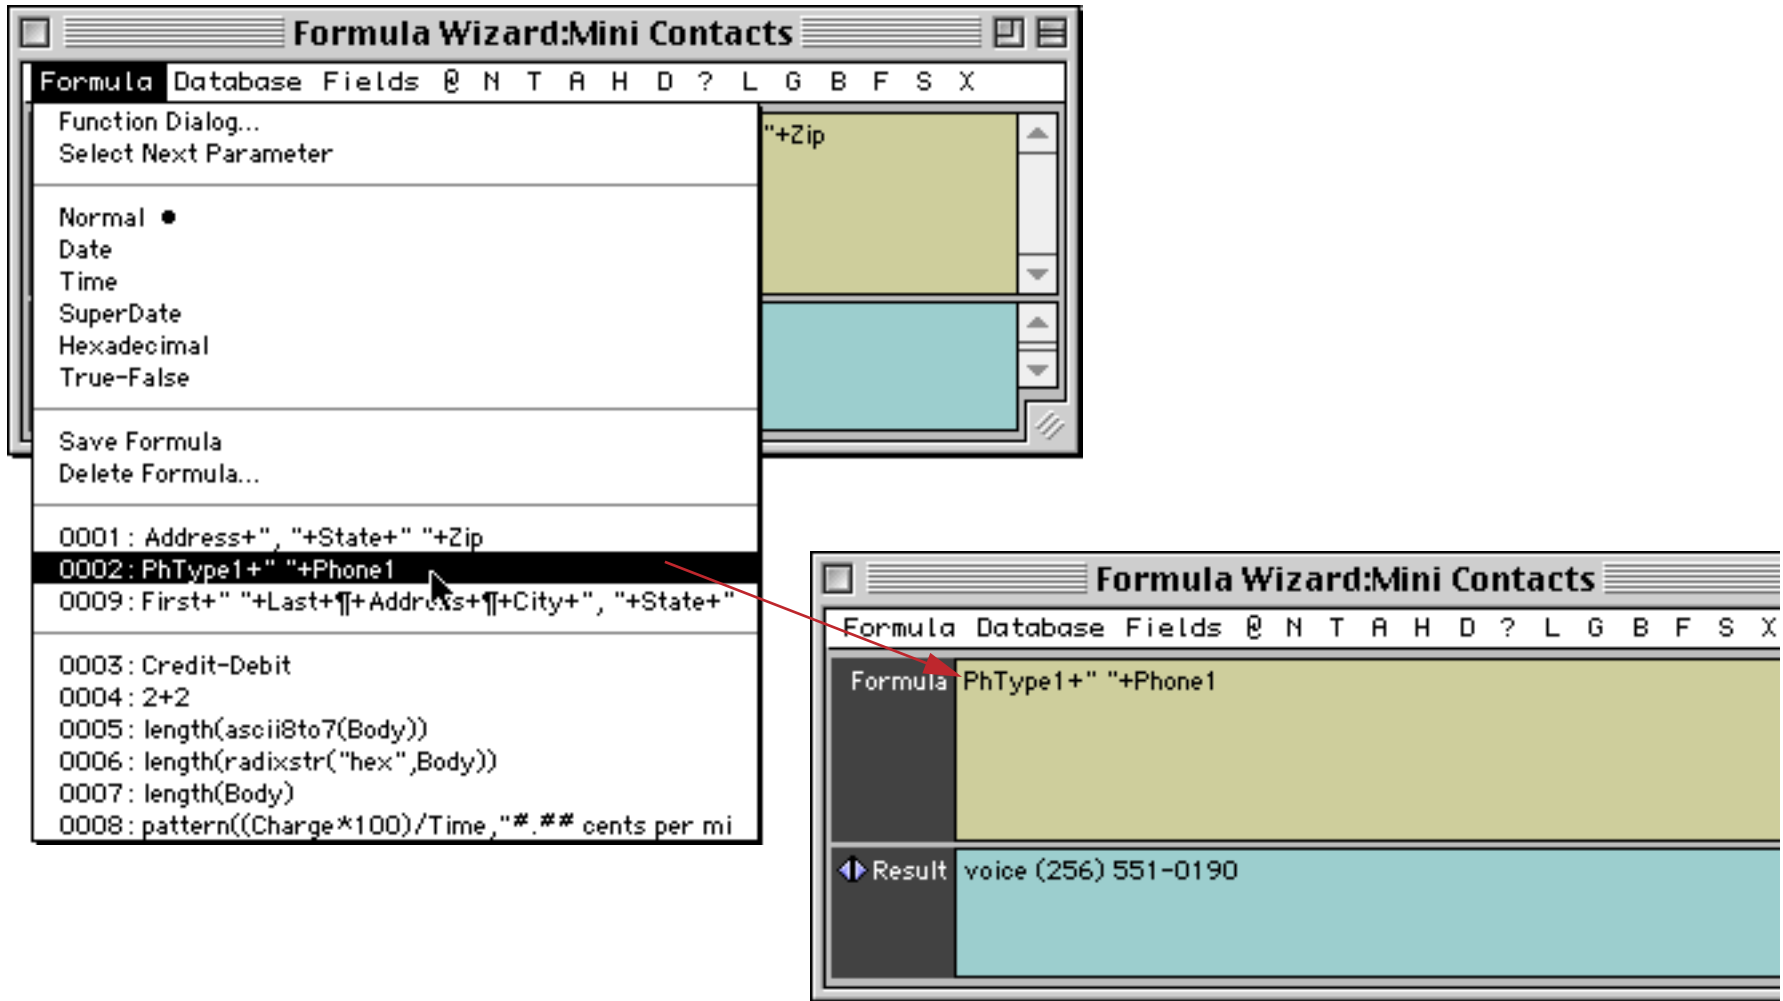 Formula Wizard:Mini Contacts
Formula Database Fields @ N T A H D ? L G B F S X
Function Dialog...
"+Zip
Select Next Parameter
Normal ●
Date
Time
SuperDate
Hexadecimal
True-False
Save Formula
Delete Formula...
0001: Address+", "+State+" "+Zip
0002: PhType1+" "+Phone1
0009: First+" "+Last+¶+Address+¶+City+", "+State+"
0003: Credit-Debit
0004: 2+2
0005: length(ascii8to7(Body))
0006: length(radixstr("hex",Body))
0007: length(Body)
0008: pattern((Charge*100)/Time,"#.## cents per mi
Formula Wizard:Mini Contacts
Formula Database Fields @ N T A H D ? L G B F S X
Formula PhType1+" "+Phone1
Result voice (256) 551-0190